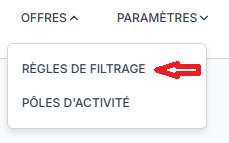 OFFRES PARAMÈTRES
RÈGLES DE FILTRAGE
PÔLES D'ACTIVITÉ